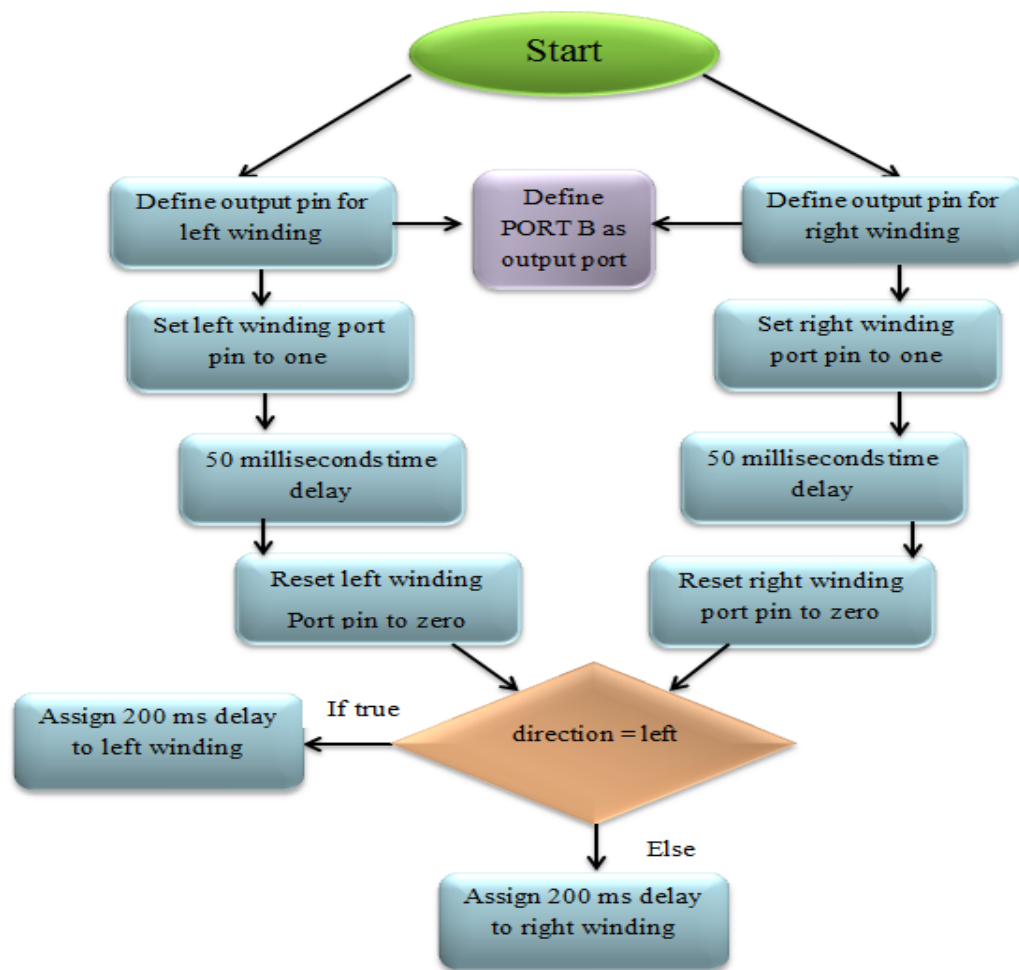 Start
Define output pin for
left winding
Define
PORT B as
output port
Define output pin for
right winding
Set left winding port
pin to one
Set right winding
port pin to one
50 milliseconds time
delay
50 milliseconds time
delay
Reset left winding
Port pin to zero
Reset right winding
port pin to zero
direction = left
If true
Assign 200 ms delay
to left winding
Else
Assign 200 ms delay
to right winding